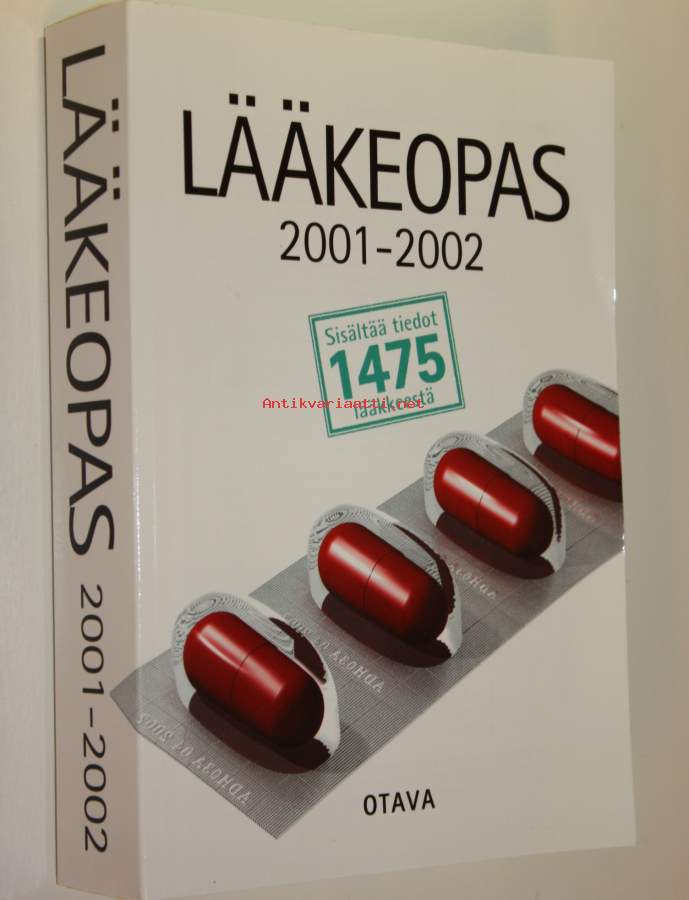 LÄÄKEOPAS 2001–2002
LÄÄKEOPAS
2001–2002
Sisältää tiedot
1475
lääkkeestä
Antikvariaatti.net
OTAVA